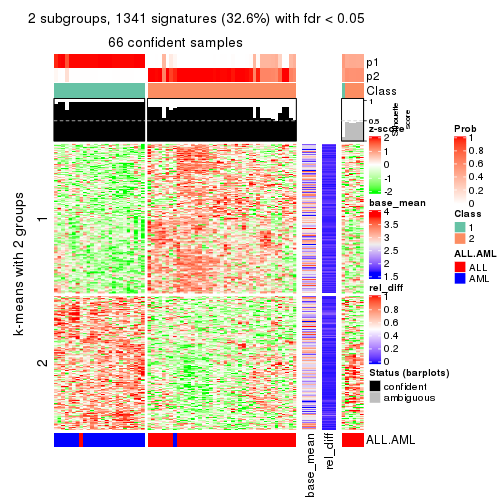 2 subgroups, 1341 signatures (32.6%) with fdr < 0.05
66 confident samples
p1
p2
Class
1
0.5
0
Silhouette
score
k-means with 2 groups
1
2
ALL.AML
base_mean
rel_diff
z-score
2
1
0
-1
-2
base_mean
4
3.5
3
2.5
2
1.5
rel_diff
1
0.8
0.6
0.4
0.2
0
Status (barplots)
confident
ambiguous
Prob
1
0.8
0.6
0.4
0.2
0
Class
1
2
ALL.AML
ALL
AML